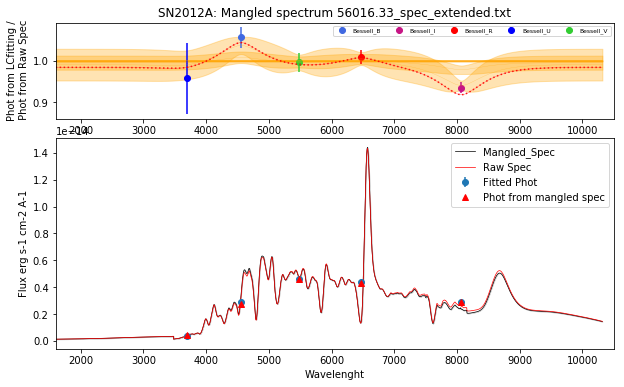 SN2012A: Mangled spectrum 56016.33_spec_extended.txt
Phot from LCfitting /
Phot from Raw Spec
1.0
0.9
Bessell_B
Bessell_I
Bessell_R
Bessell_U
Bessell_V
2000 3000 4000 5000 6000 7000 8000 9000 10000
1e−14
Flux erg s-1 cm-2 A-1
1.4
1.2
1.0
0.8
0.6
0.4
0.2
0.0
Mangled_Spec
Raw Spec
Fitted Phot
Phot from mangled spec
2000 3000 4000 5000 6000 7000 8000 9000 10000
Wavelenght